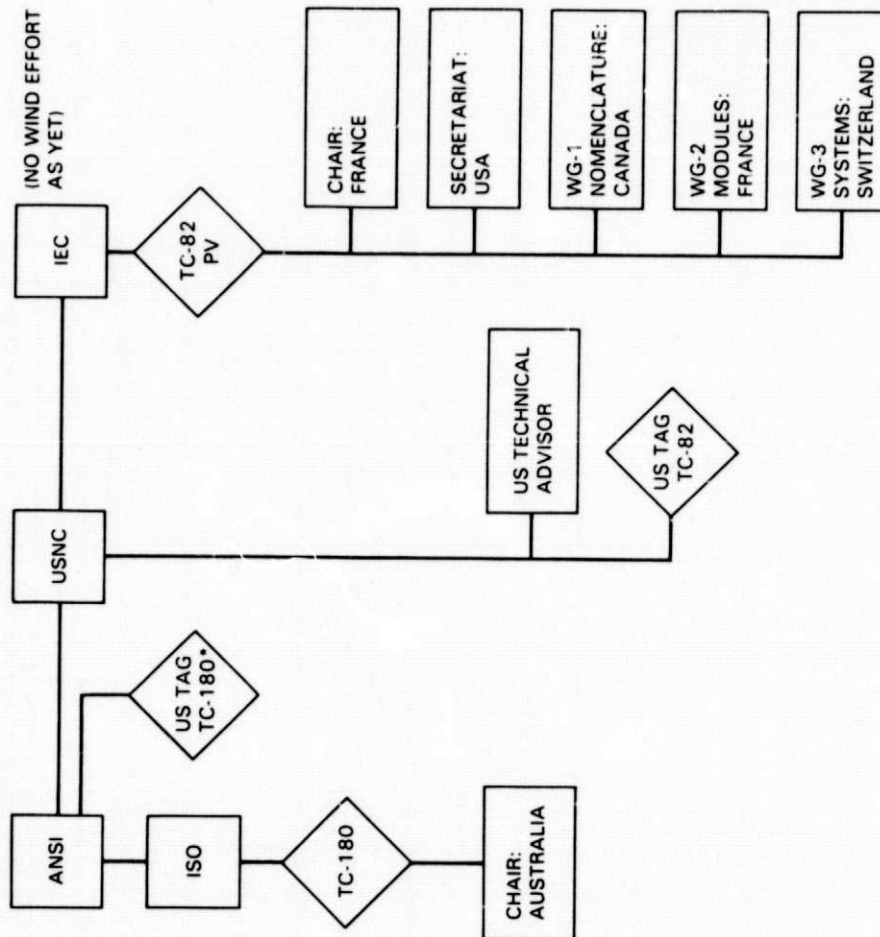 ANSI
USNC
IEC
(NO WIND EFFORT
AS YET)
US TAG
TC-180*
ISO
TC-180
CHAIR:
AUSTRALIA
US TECHNICAL
ADVISOR
US TAG
TC-82
TC-82
PV
CHAIR:
FRANCE
SECRETARIAT:
USA
WG-1
NOMENCLATURE:
CANADA
WG-2
MODULES:
FRANCE
WG-3
SYSTEMS:
SWITZERLAND